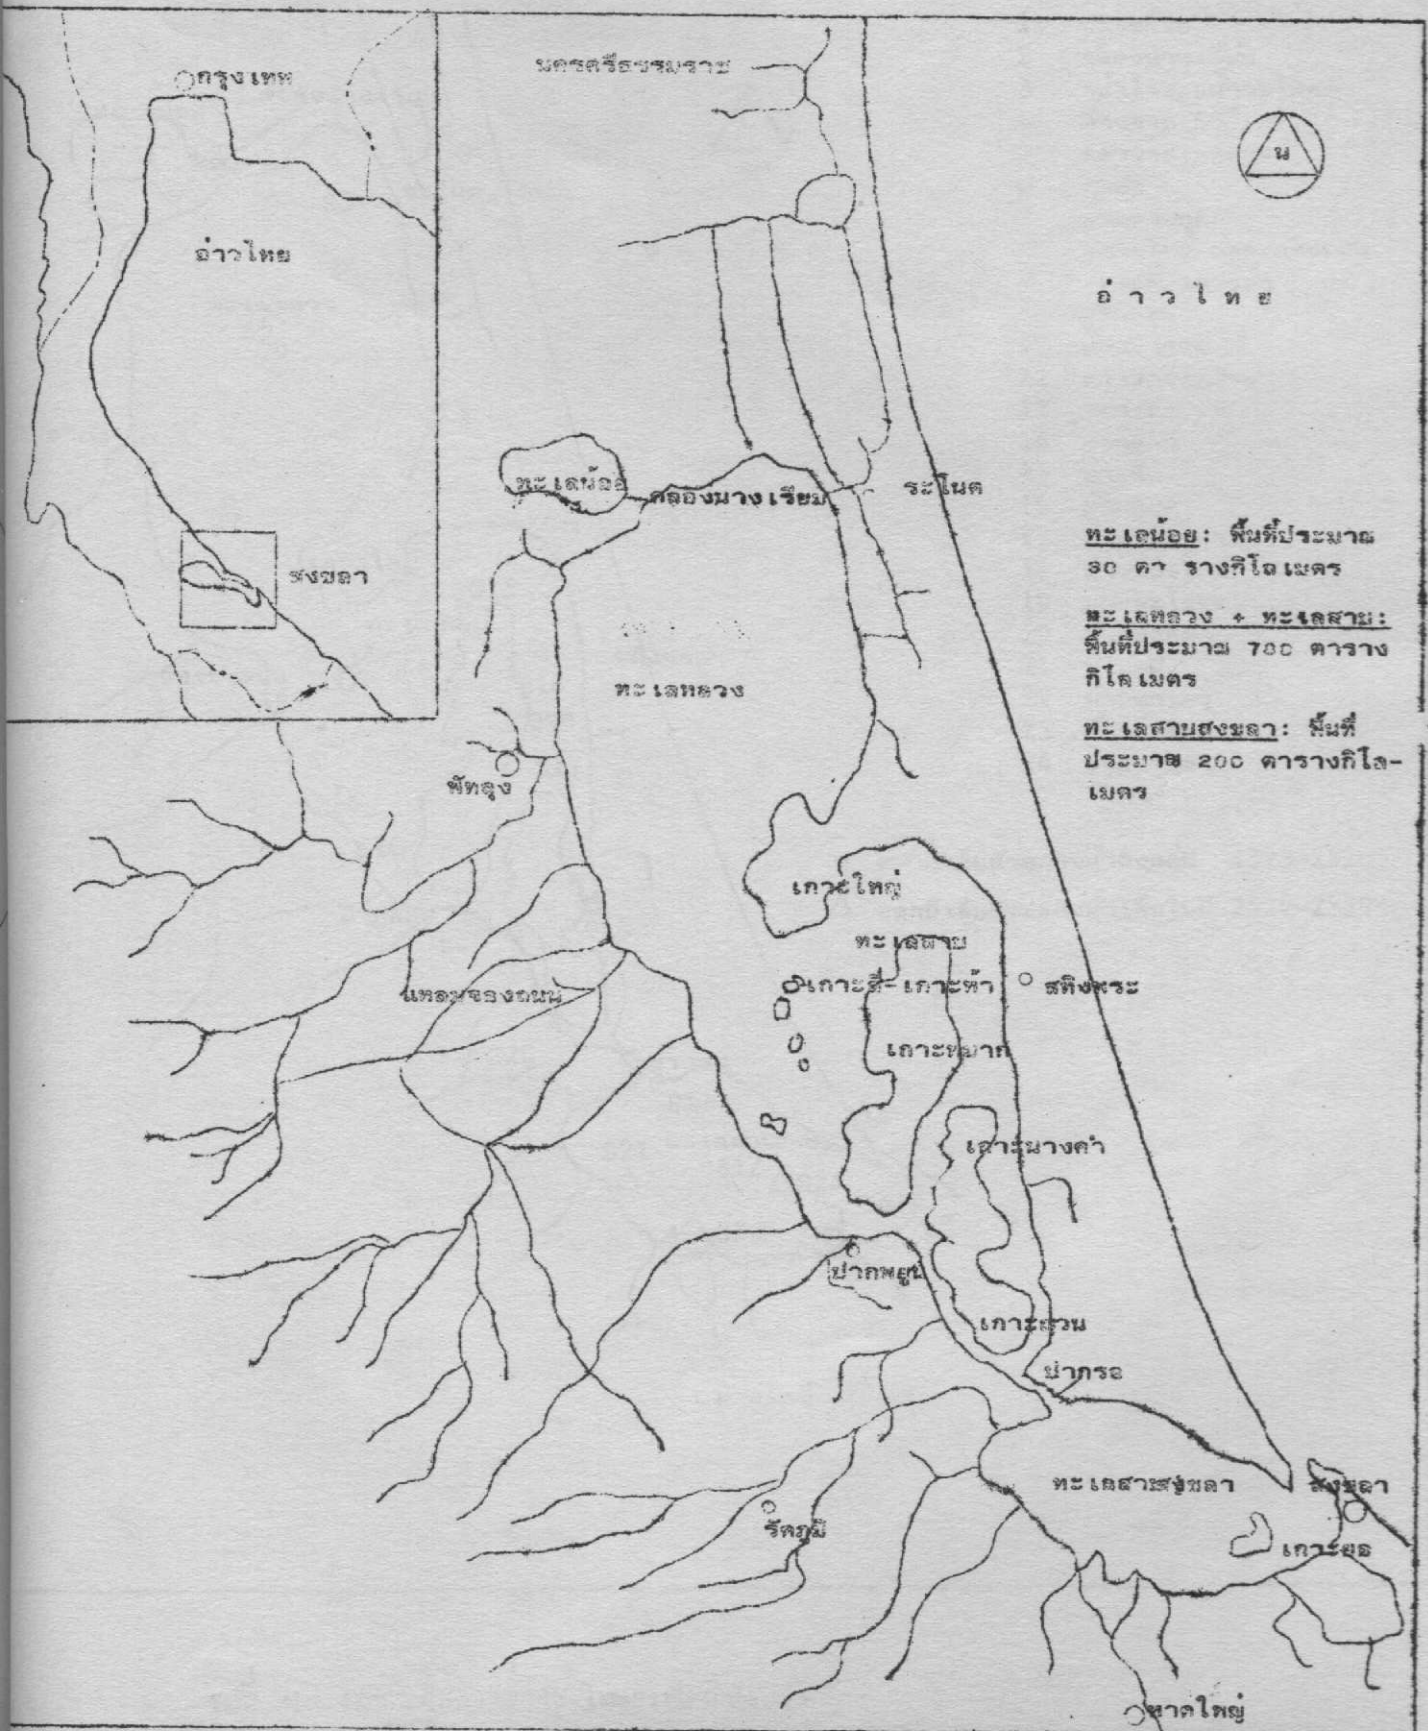 กรุงเทพ
อ่าวไทย
สงขลา
นครศรีธรรมราช
น
อ่าวไทย
ทะเลน้อย
คลองนางเรียม
ระโนด
ทะเลน้อย: พื้นที่ประมาณ
30 ตา รางกิโลเมตร
ทะเลหลวง + ทะเลสาบ:
พื้นที่ประมาณ 700 ตาราง
กิโลเมตร
ทะเลสาบสงขลา: พื้นที่
ประมาณ 200 ตารางกิโล-
เมตร
ทะเลหลวง
พัทลุง
เกาะใหญ่
ทะเลสาบ
แหลมจองถนน
เกาะสี่-เกาะห้า
สทิงพระ
เกาะหมาก
เกาะนางคำ
ปากพยูน
เกาะยวน
ปากรอ
ทะเลสาบสงขลา
สงขลา
รัตภูมิ
เกาะยอ
หาดใหญ่